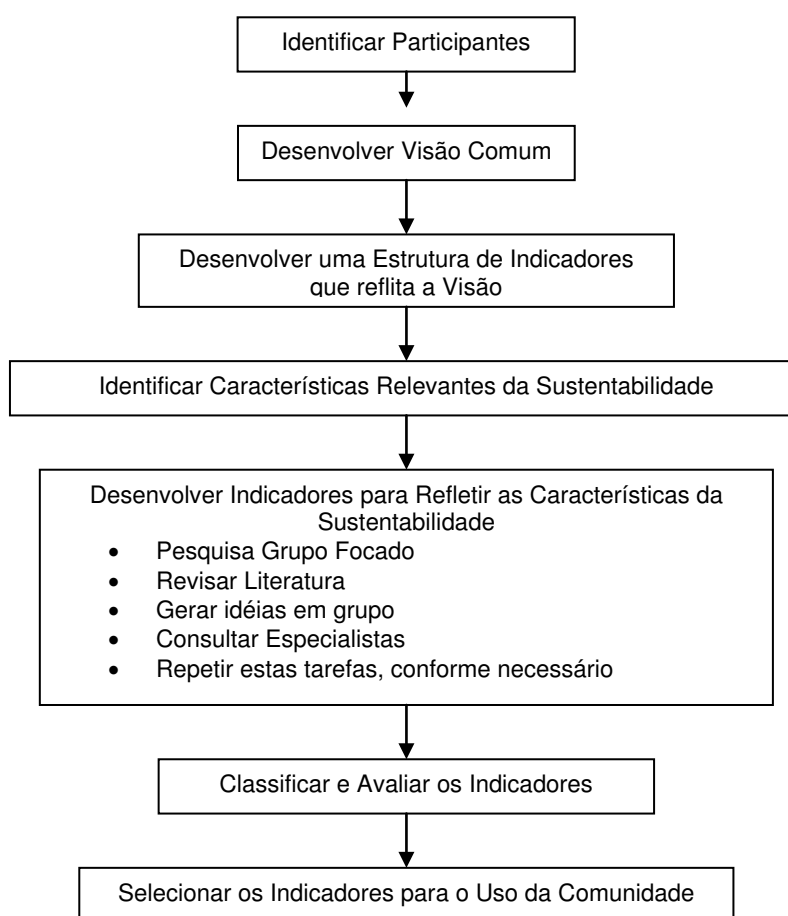 Identificar Participantes
Desenvolver Visão Comum
Desenvolver uma Estrutura de Indicadores
que reflita a Visão
Identificar Características Relevantes da Sustentabilidade
Desenvolver Indicadores para Refletir as Características da
Sustentabilidade
• Pesquisa Grupo Focado
• Revisar Literatura
• Gerar idéias em grupo
• Consultar Especialistas
• Repetir estas tarefas, conforme necessário
Classificar e Avaliar os Indicadores
Selecionar os Indicadores para o Uso da Comunidade